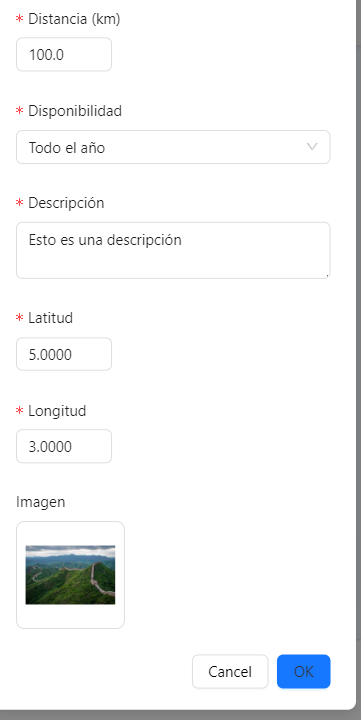 * Distancia (km)
100.0
* Disponibilidad
Todo el año
* Descripción
Esto es una descripción
* Latitud
5.0000
* Longitud
3.0000
Imagen
Cancel OK